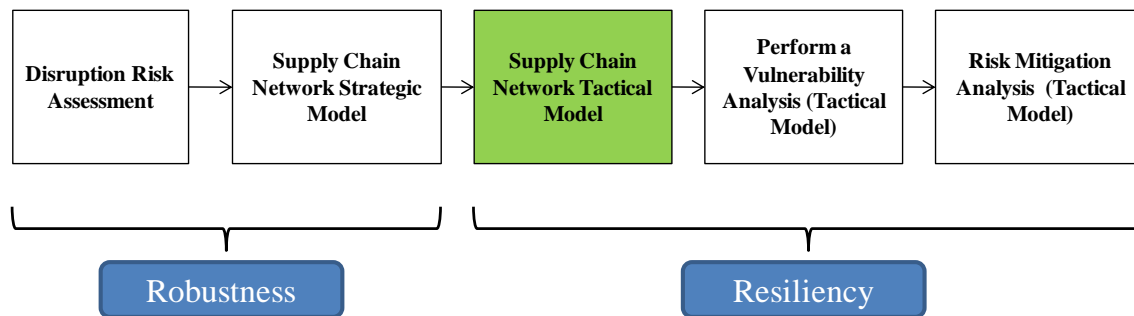 Disruption Risk
Assessment
Supply Chain
Network Strategic
Model
Supply Chain
Network Tactical
Model
Perform a
Vulnerability
Analysis (Tactical
Model)
Risk Mitigation
Analysis (Tactical
Model)
Robustness
Resiliency